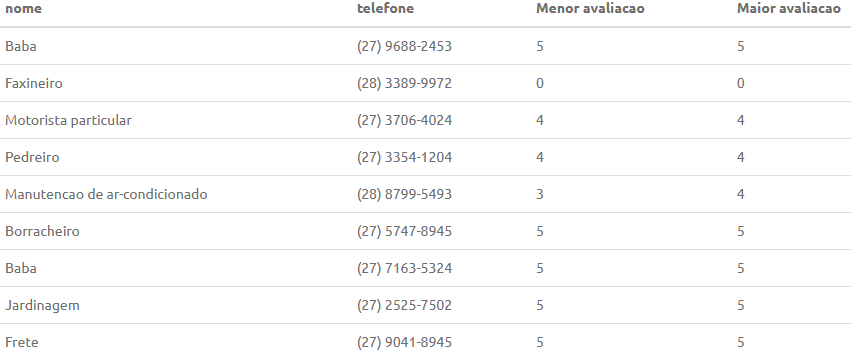 nome telefone Menor avaliacao Maior avaliacao
Baba (27) 9688-2453 5 5
Faxineiro (28) 3389-9972 0 0
Motorista particular (27) 3706-4024 4 4
Pedreiro (27) 3354-1204 4 4
Manutencao de ar-condicionado (28) 8799-5493 3 4
Borracheiro (27) 5747-8945 5 5
Baba (27) 7163-5324 5 5
Jardinagem (27) 2525-7502 5 5
Frete (27) 9041-8945 5 5